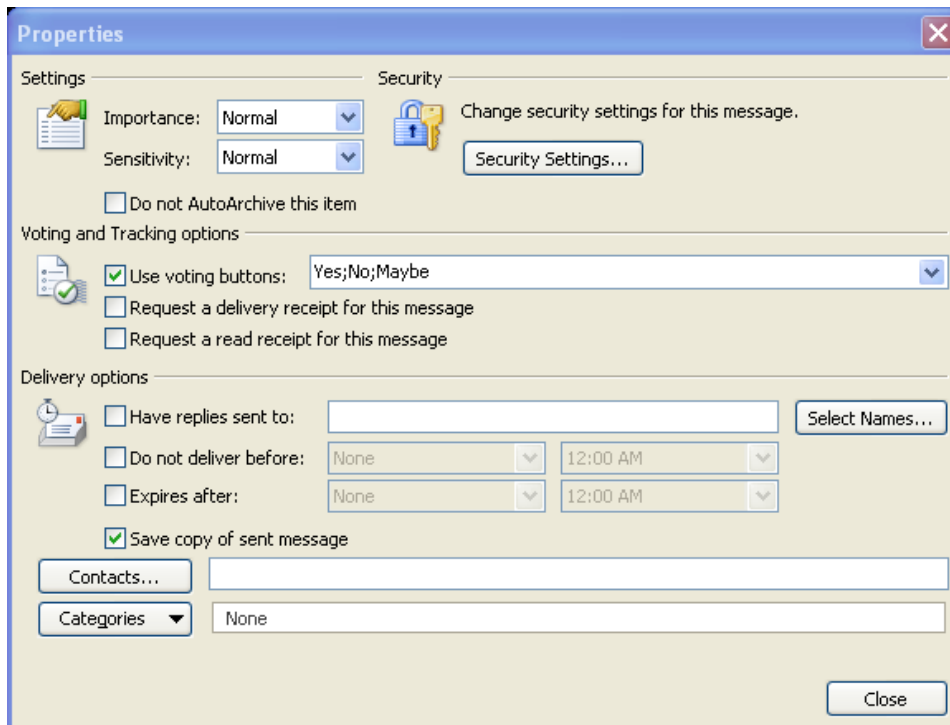 Properties
Settings
Security
Importance: Normal
Change security settings for this message.
Sensitivity: Normal
Security Settings...
Do not AutoArchive this item
Voting and Tracking options
Use voting buttons: Yes;No;Maybe
Request a delivery receipt for this message
Request a read receipt for this message
Delivery options
Have replies sent to: Select Names...
Do not deliver before: None 12:00 AM
Expires after: None 12:00 AM
Save copy of sent message
Contacts...
Categories None
Close